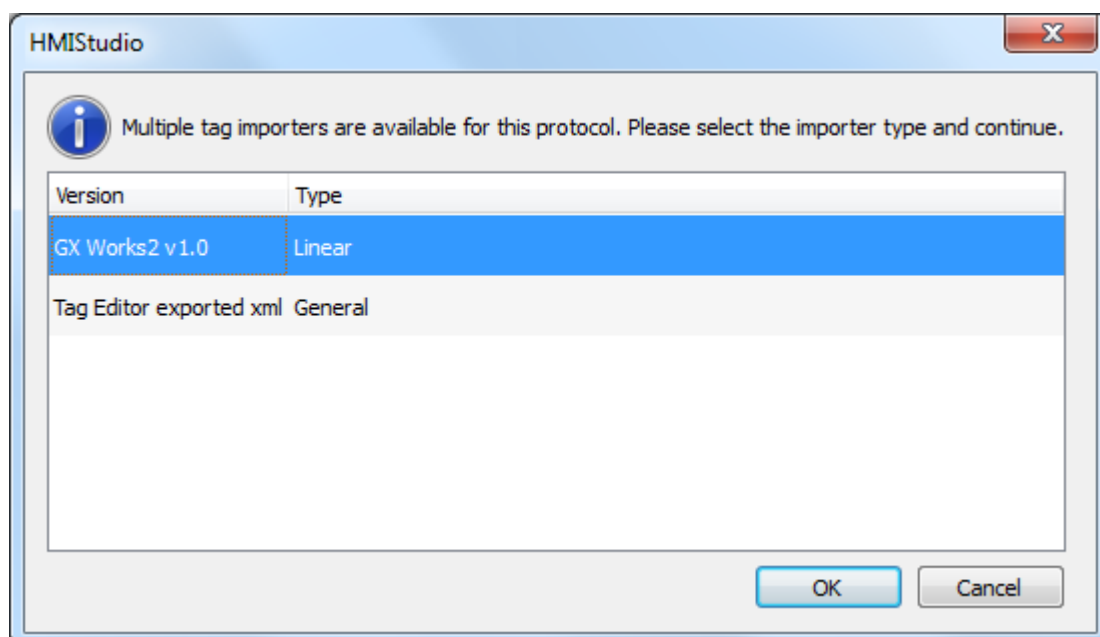 HMIStudio
Multiple tag importers are available for this protocol. Please select the importer type and continue.
Version Type
GX Works2 v1.0 Linear
Tag Editor exported xml General
OK Cancel